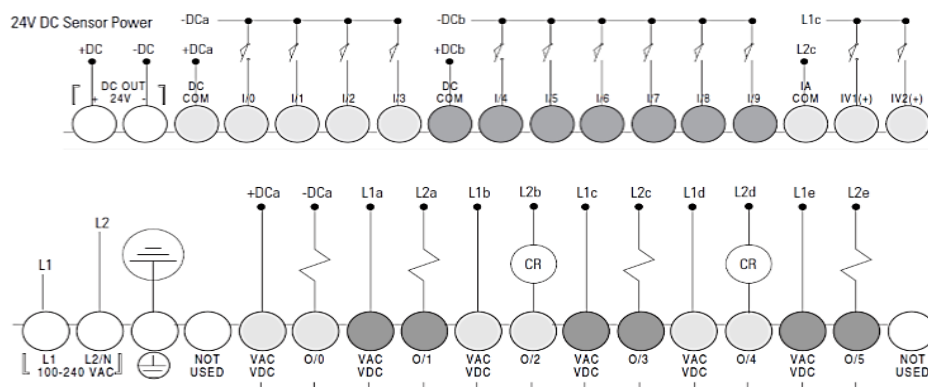 24V DC Sensor Power -DCa -DCb L1c
+DC -DC +DCa +DCb L2c
DC OUT
24V
+ -
DC COM I/0 I/1 I/2 I/3 DC COM I/4 I/5 I/6 I/7 I/8 I/9 IA COM IV1(+) IV2(+)
+DCa -DCa L1a L2a L1b L2b L1c L2c L1d L2d L1e L2e
L2
L1
CR CR
L1 L2/N NOT USED VAC VDC O/0 VAC VDC O/1 VAC VDC O/2 VAC VDC O/3 VAC VDC O/4 VAC VDC O/5 NOT USED
100-240 VAC